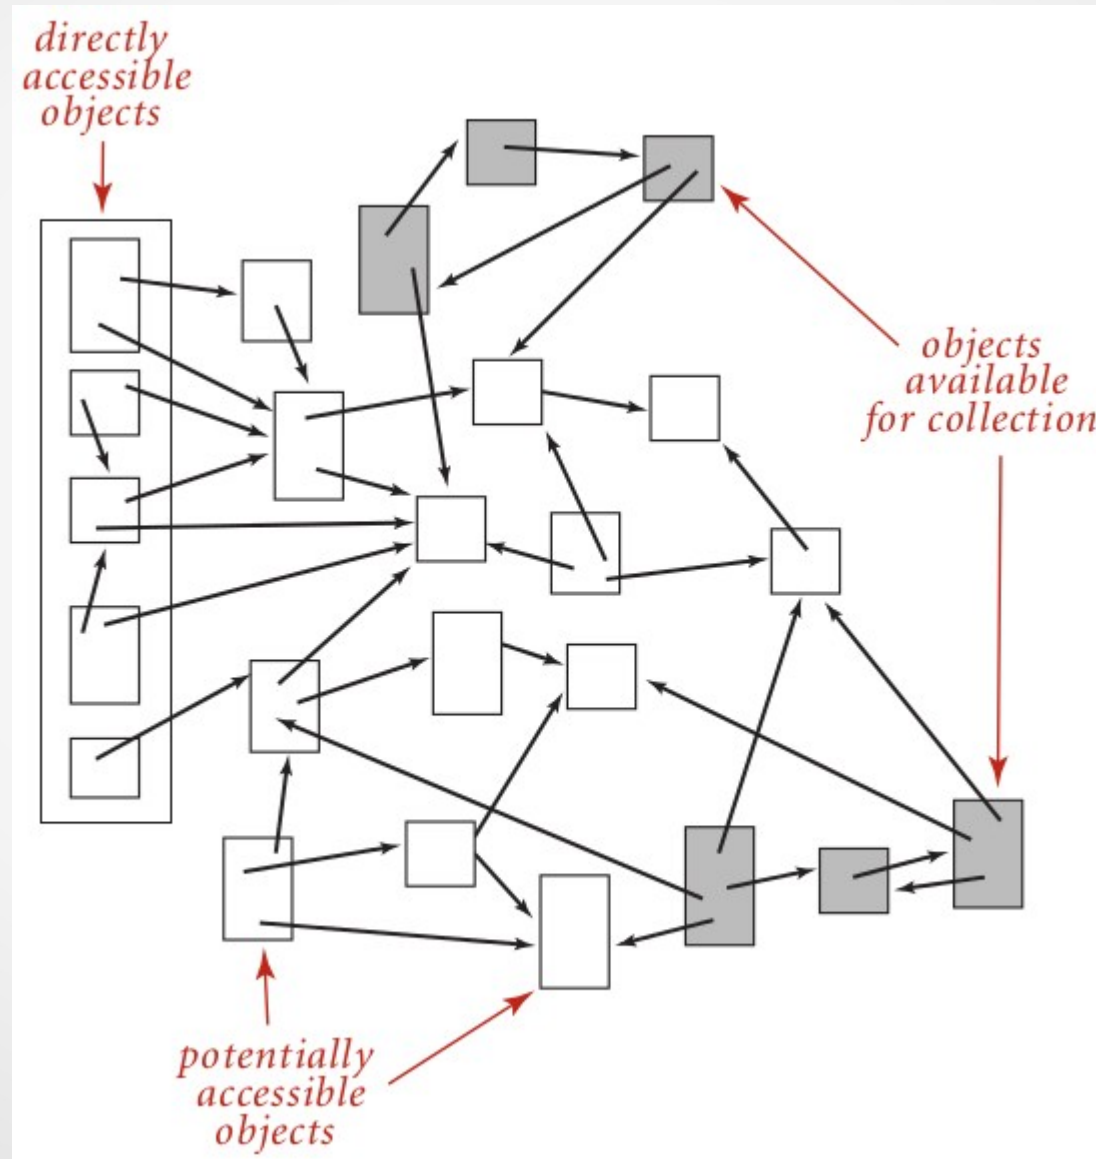 directly
accessible
objects
objects
available
for collection
potentially
accessible
objects